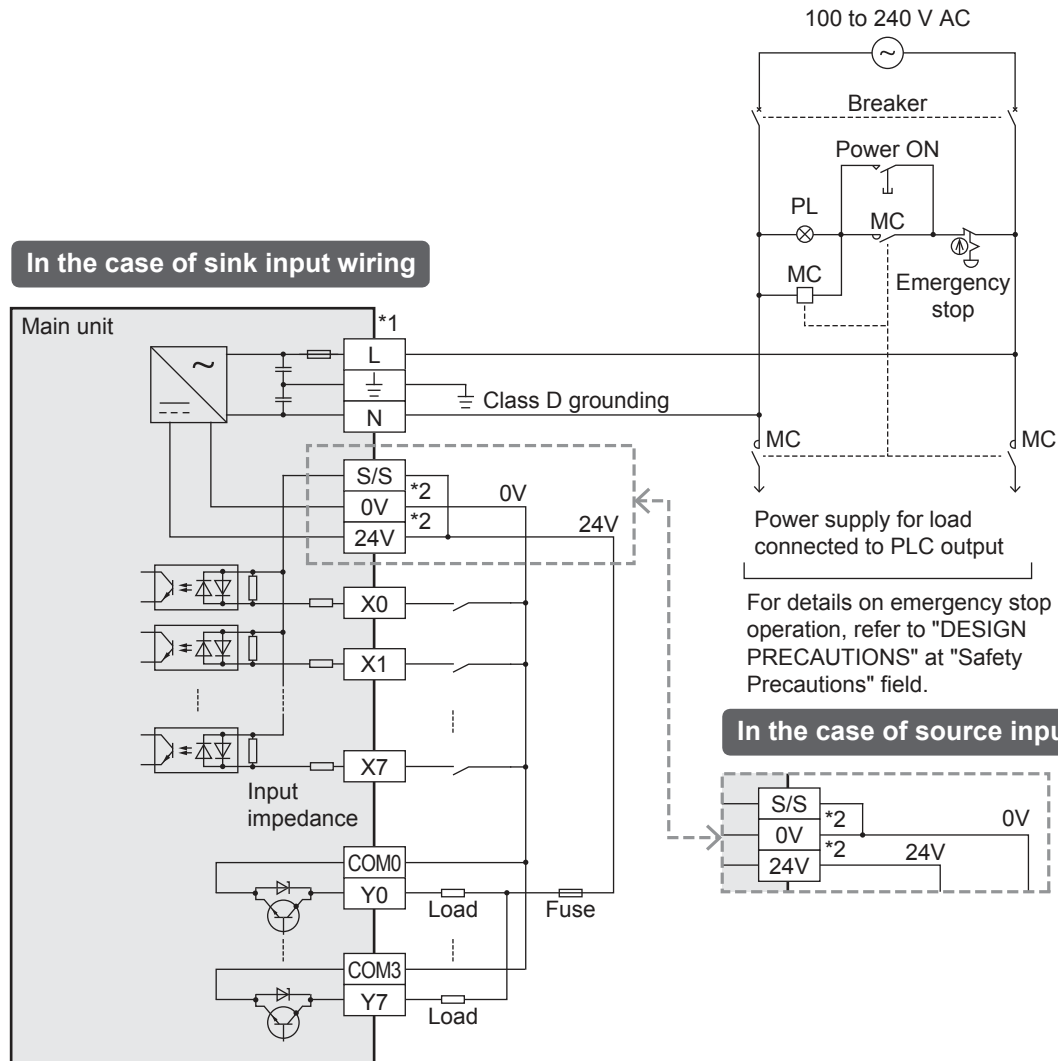 100 to 240 V AC
~
Breaker
Power ON
PL
MC
MC
Emergency
stop
In the case of sink input wiring
Main unit
*1
~
L
N
Class D grounding
MC
MC
S/S
*2
0V
0V
*2
24V
24V
Power supply for load
connected to PLC output
X0
X1
X7
Input
impedance
For details on emergency stop
operation, refer to "DESIGN
PRECAUTIONS" at "Safety
Precautions" field.
In the case of source inpu
S/S
*2
0V
0V
*2
24V
24V
COM0
Y0
Load
Fuse
COM3
Y7
Load